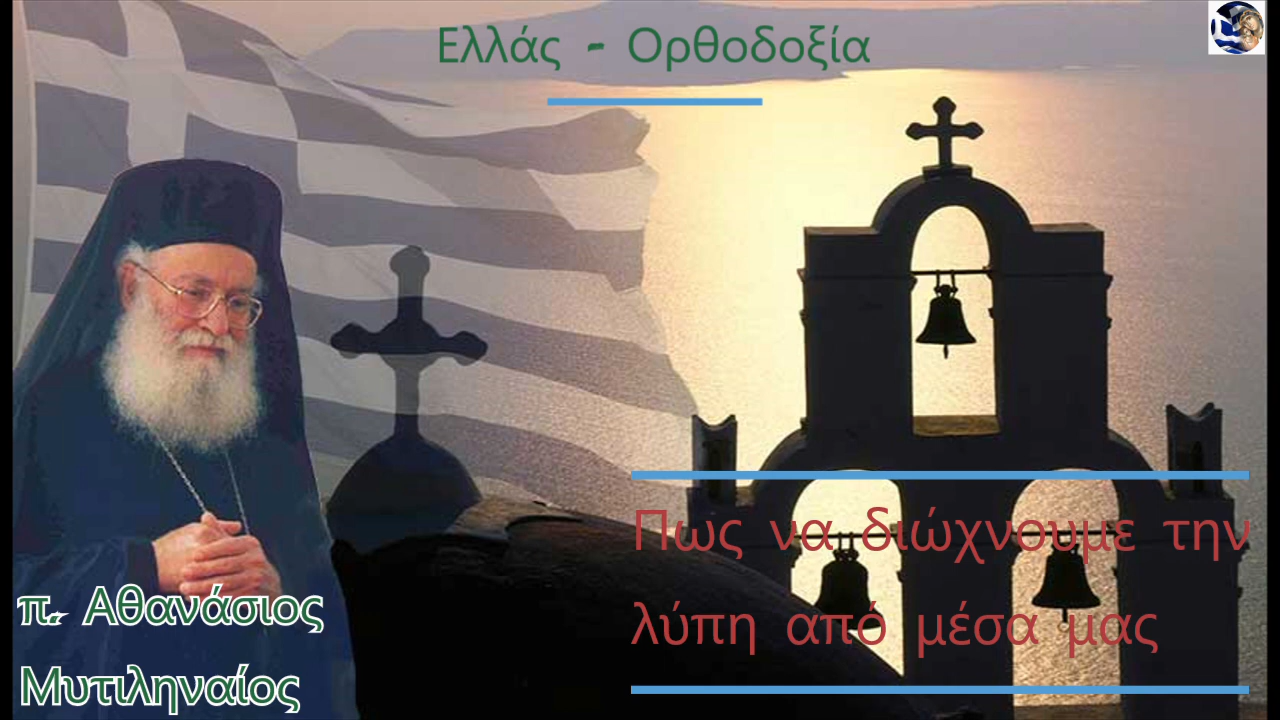 Ελλάς - Ορθοδοξία
Πως να διώχνουμε την
λύπη από μέσα μας
π. Αθανάσιος
Μυτιληναίος